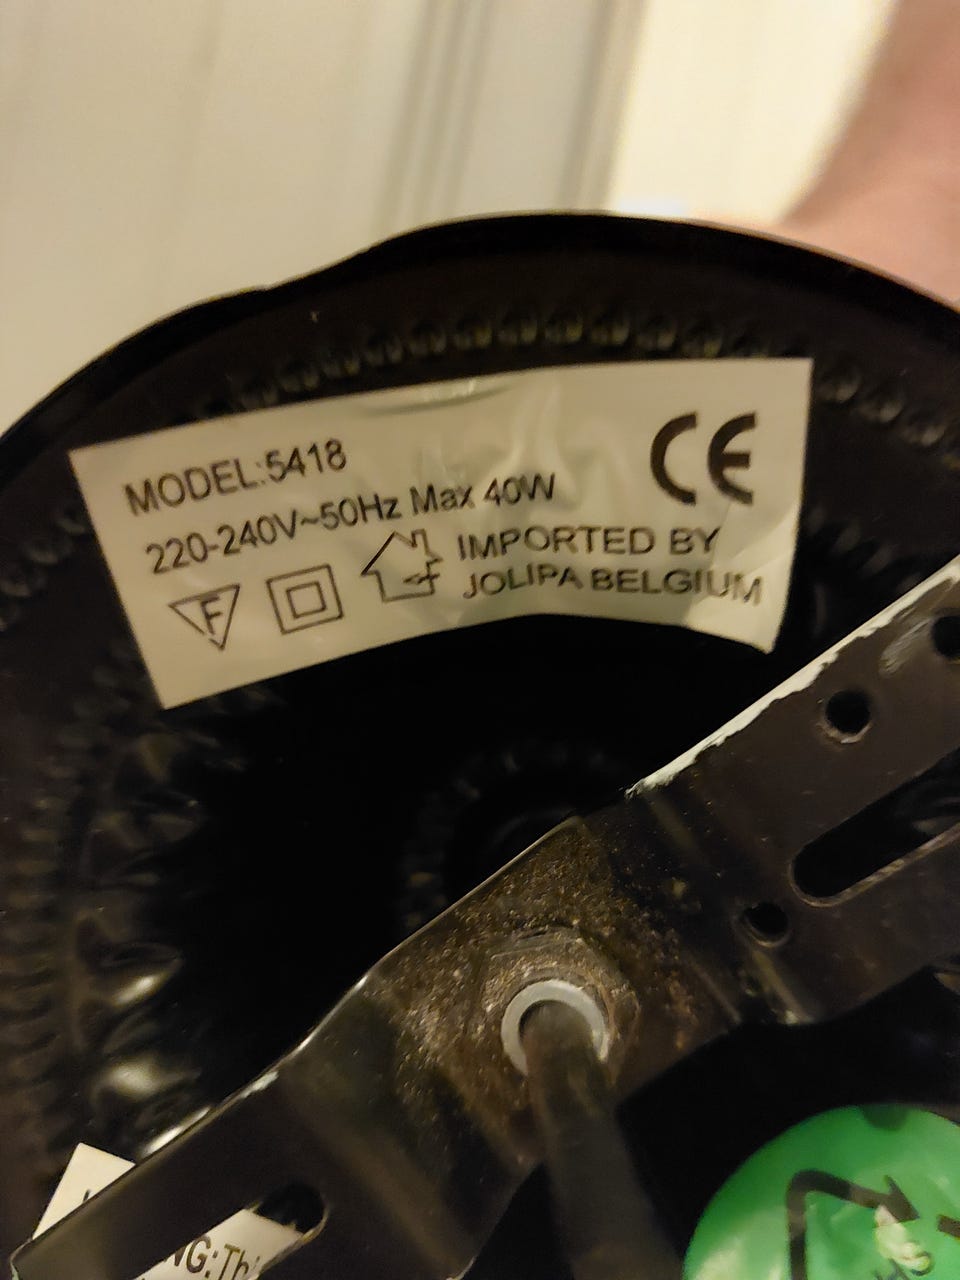 MODEL:5418
220-240V~50Hz Max 40W
CE
F
IMPORTED BY
JOLIPA BELGIUM